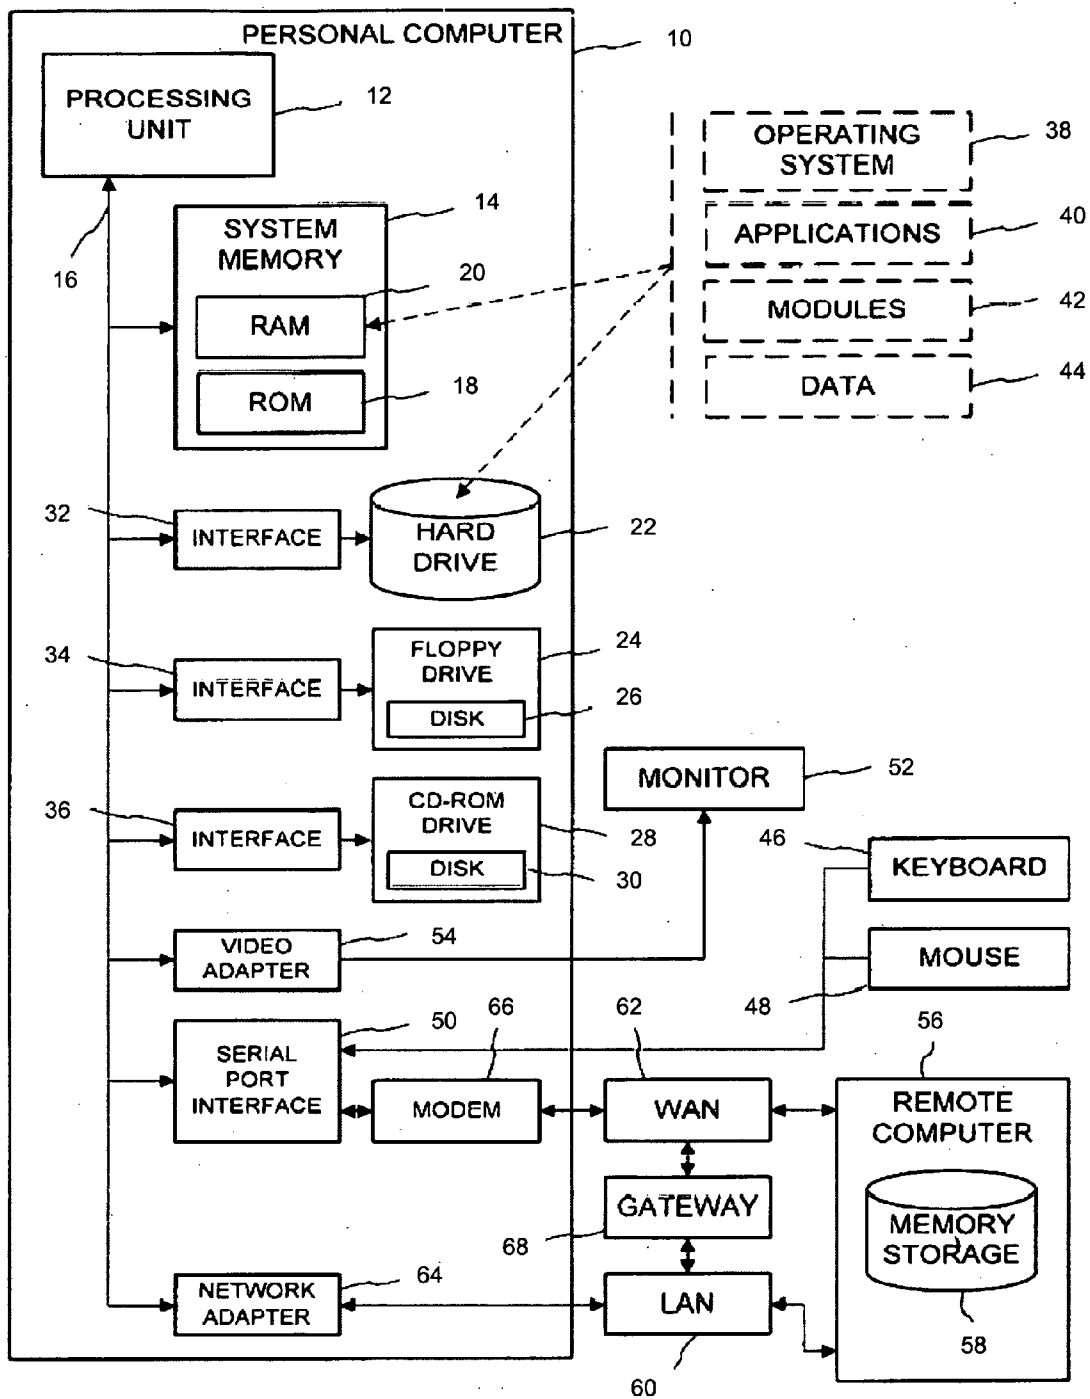 PERSONAL COMPUTER
10
PROCESSING
UNIT
12
16
SYSTEM
MEMORY
14
20
RAM
ROM
18
OPERATING
SYSTEM
38
APPLICATIONS
40
MODULES
42
DATA
44
32
INTERFACE
HARD
DRIVE
22
34
INTERFACE
FLOPPY
DRIVE
24
DISK
26
36
INTERFACE
CD-ROM
DRIVE
28
DISK
30
MONITOR
52
46
KEYBOARD
MOUSE
48
VIDEO
ADAPTER
54
50
SERIAL
PORT
INTERFACE
66
MODEM
62
WAN
56
REMOTE
COMPUTER
MEMORY
STORAGE
58
GATEWAY
68
NETWORK
ADAPTER
64
LAN
60